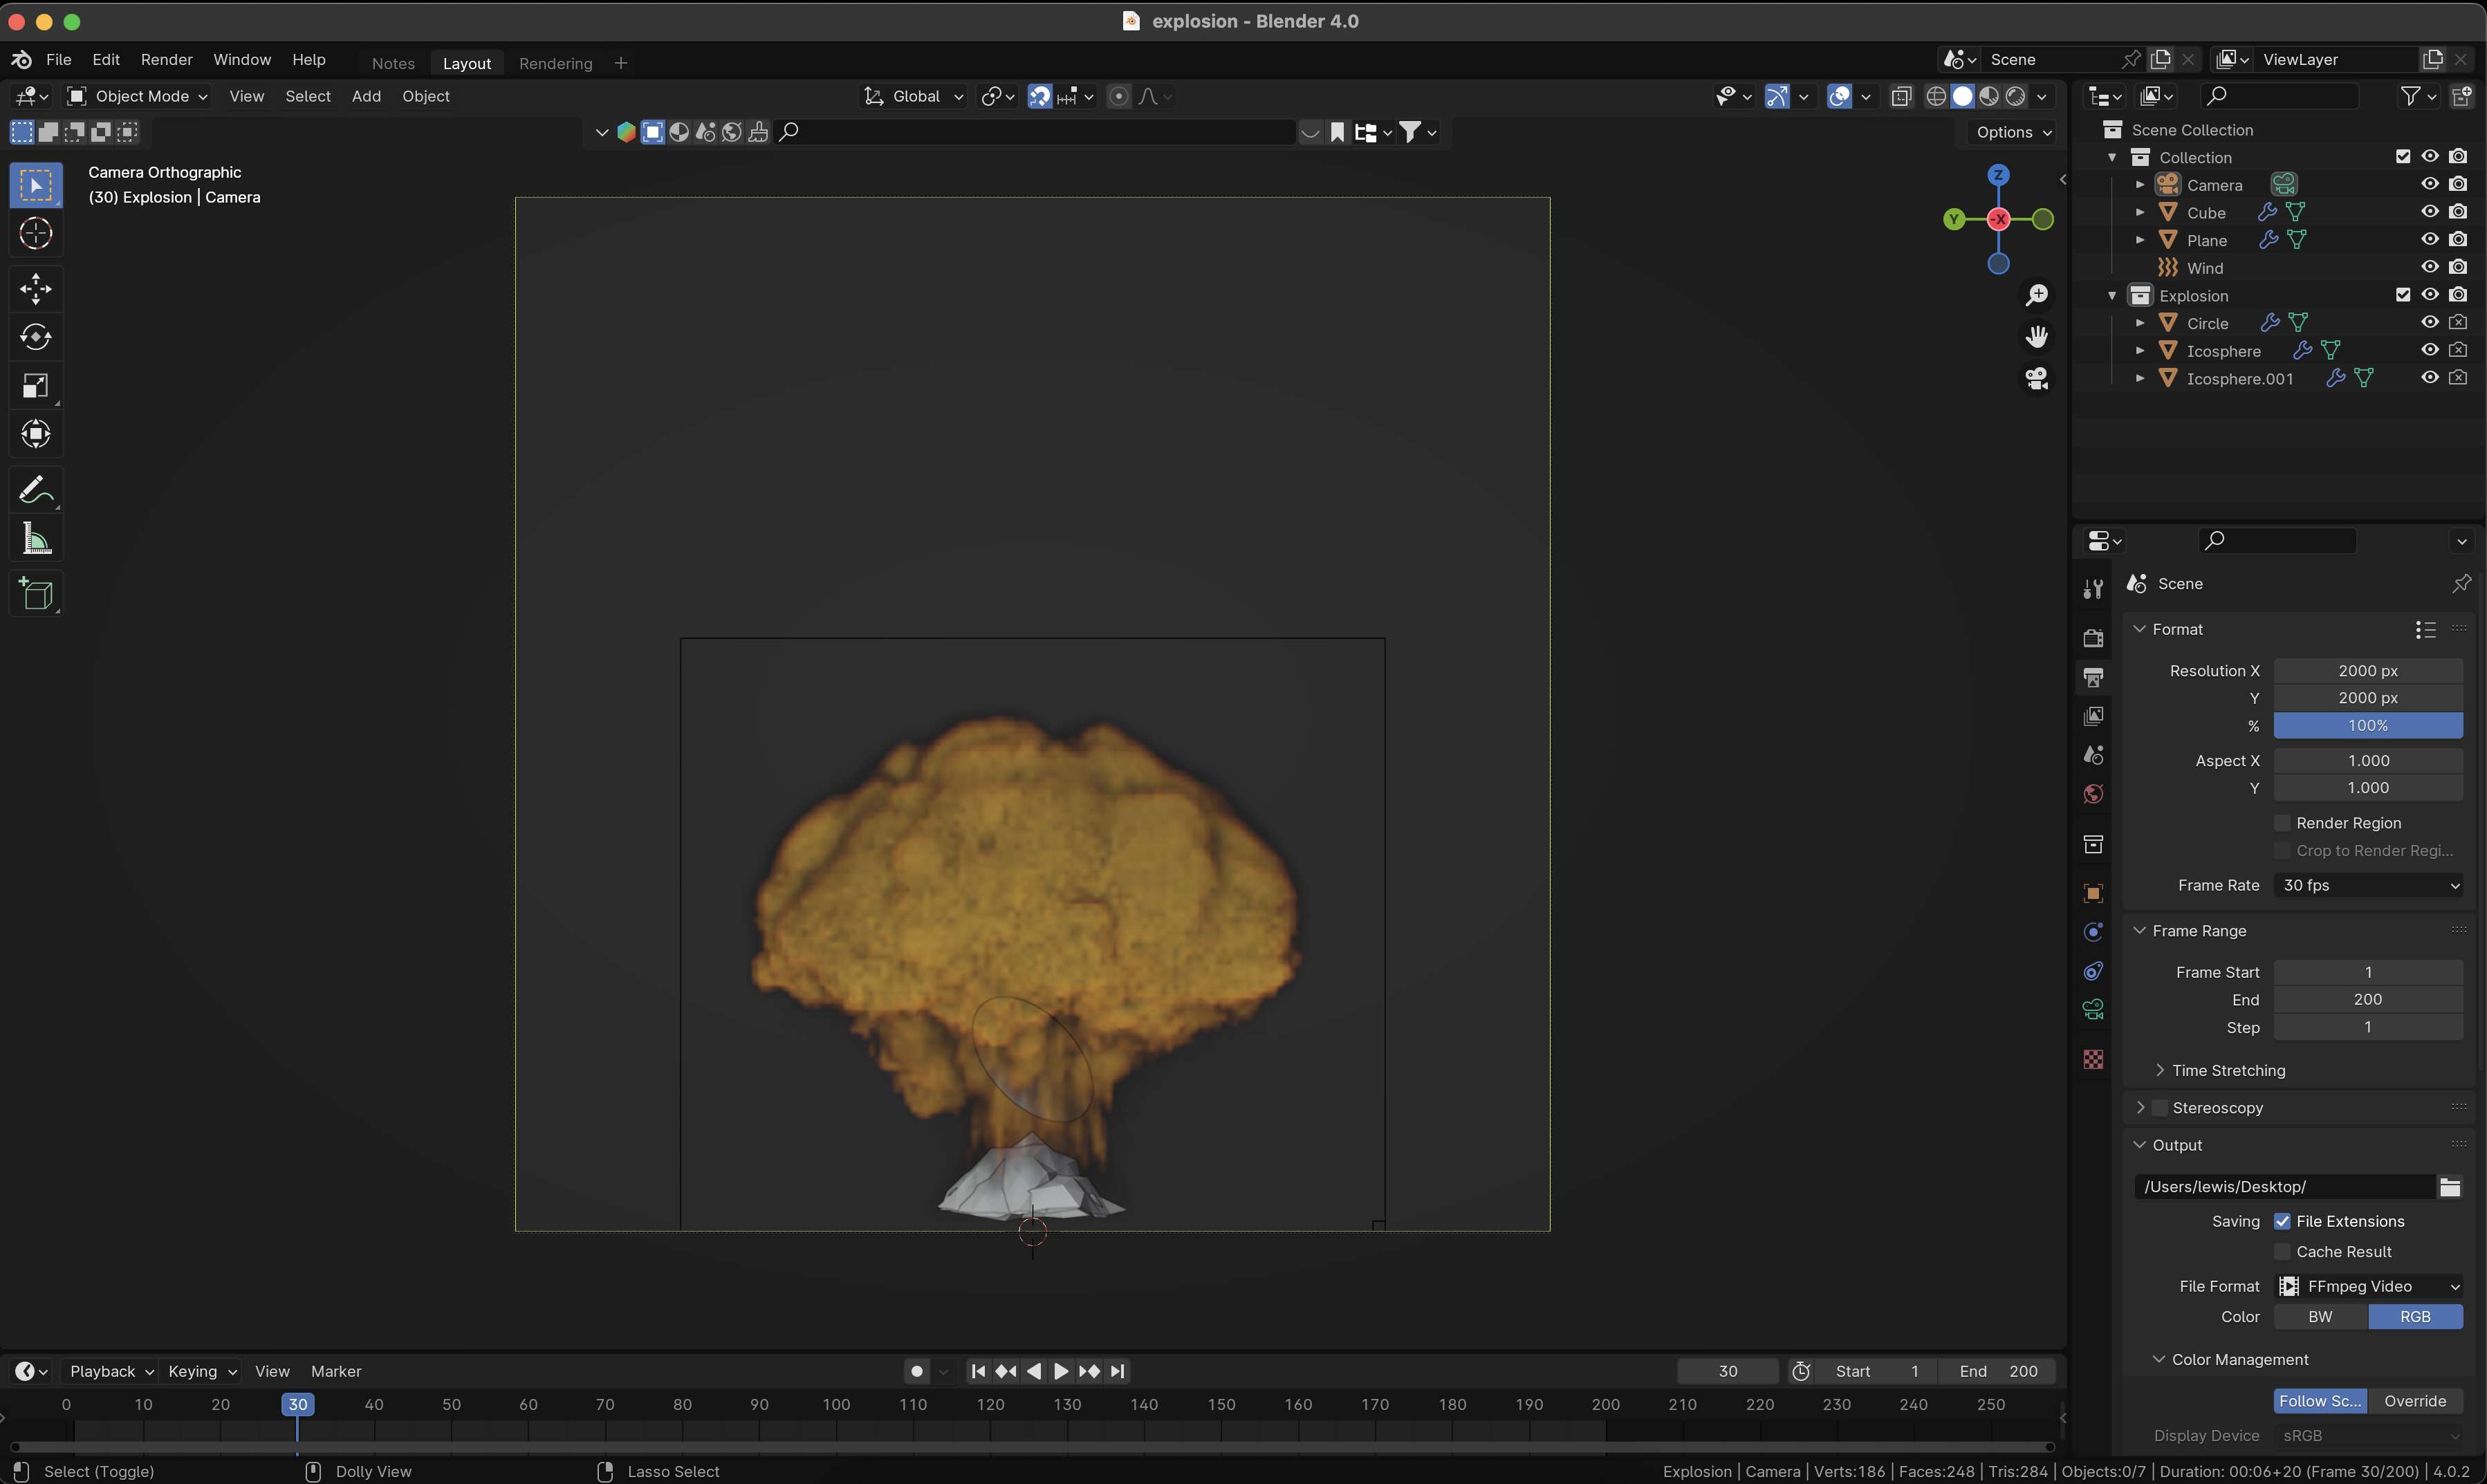 explosion - Blender 4.0
File Edit Render Window Help Notes Layout Rendering + Scene ViewLayer
Object Mode View Select Add Object Global
Options
Camera Orthographic
(30) Explosion | Camera
Z
Y -X
Scene Collection
Collection
Camera
Cube
Plane
Wind
Explosion
Circle
Icosphere
Icosphere.001
Scene
Format
Resolution X 2000 px
Y 2000 px
% 100%
Aspect X 1.000
Y 1.000
Render Region
Crop to Render Regi...
Frame Rate 30 fps
Frame Range
Frame Start 1
End 200
Step 1
Time Stretching
Stereoscopy
Output
/Users/lewis/Desktop/
Saving File Extensions
Cache Result
File Format FFmpeg Video
Color BW RGB
Color Management
Follow Sc... Override
Display Device sRGB
Playback Keying View Marker 30 Start 1 End 200
0 10 20 30 40 50 60 70 80 90 100 110 120 130 140 150 160 170 180 190 200 210 220 230 240 250
Select (Toggle) Dolly View Lasso Select Explosion | Camera | Verts:186 | Faces:248 | Tris:284 | Objects:0/7 | Duration: 00:06+20 (Frame 30/200) | 4.0.2